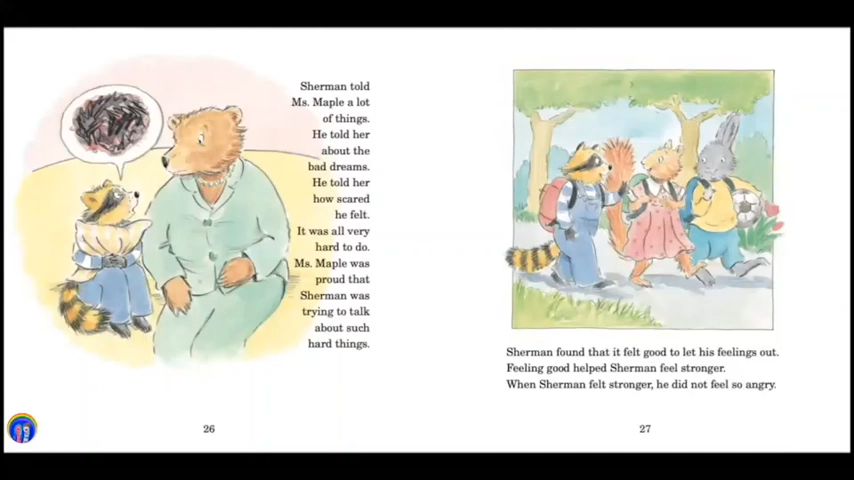 Sherman told
Ms. Maple a lot
of things.
He told her
about the
bad dreams.
He told her
how scared
he felt.
It was all very
hard to do.
Ms. Maple was
proud that
Sherman was
trying to talk
about such
hard things.
26
Sherman found that it felt good to let his feelings out.
Feeling good helped Sherman feel stronger.
When Sherman felt stronger, he did not feel so angry.
27